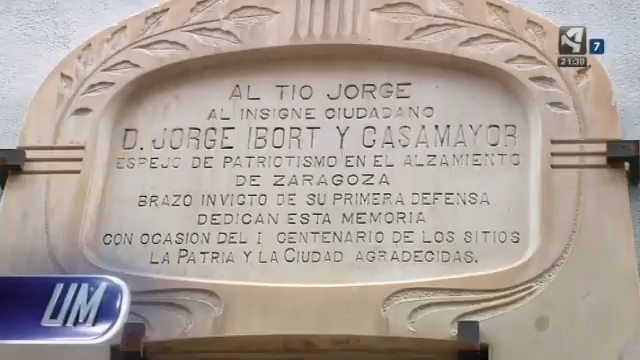 AL TIO JORGE
AL INSIGNE CIUDADANO
D. JORGE IBORT Y CASAMAYOR
ESPEJO DE PATRIOTISMO EN EL ALZAMIENTO
DE ZARAGOZA
BRAZO INVICTO DE SU PRIMERA DEFENSA
DEDICAN ESTA MEMORIA
CON OCASION DEL I CENTENARIO DE LOS SITIOS
LA PATRIA Y LA CIUDAD AGRADECIDAS.
7
21:30
UM